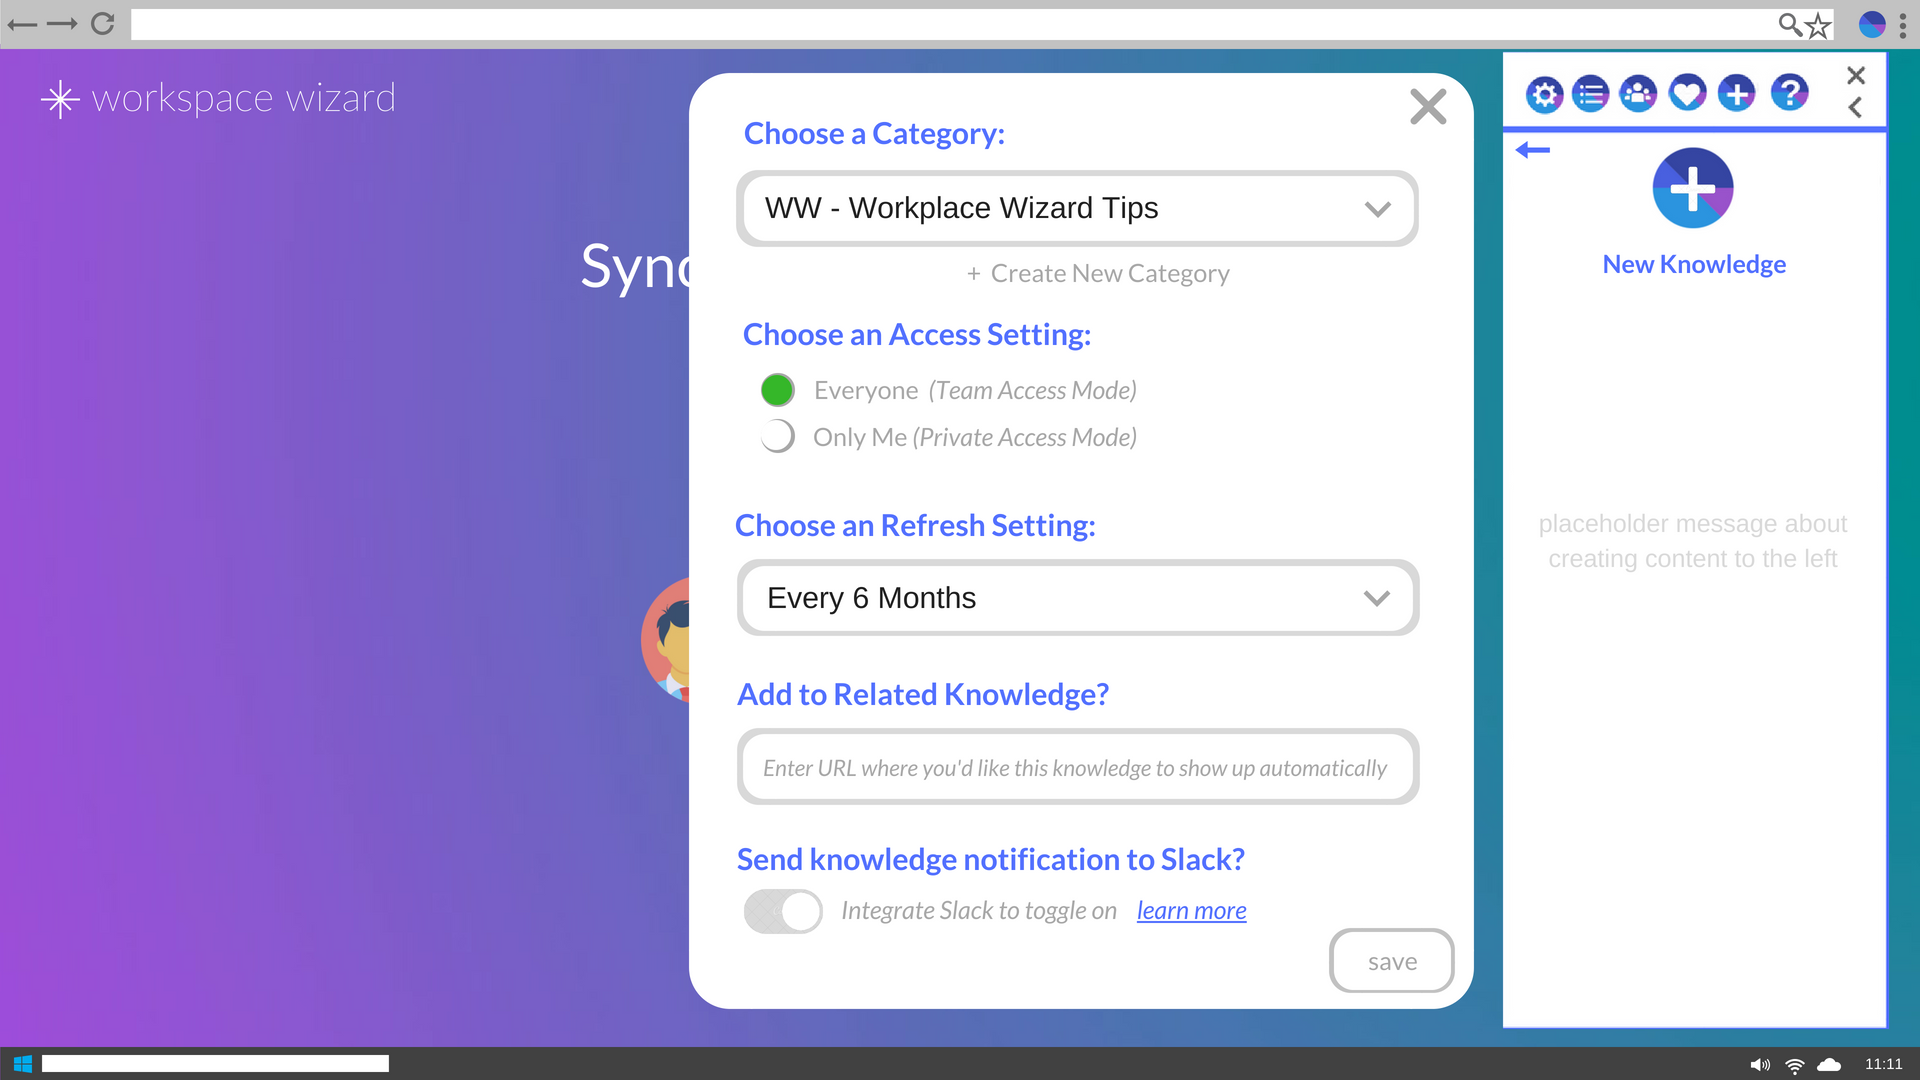 workspace wizard
Sync
Choose a Category:
WW - Workplace Wizard Tips
+ Create New Category
Choose an Access Setting:
Everyone (Team Access Mode)
Only Me (Private Access Mode)
Choose an Refresh Setting:
Every 6 Months
Add to Related Knowledge?
Enter URL where you'd like this knowledge to show up automatically
Send knowledge notification to Slack?
Integrate Slack to toggle on learn more
save
New Knowledge
placeholder message about
creating content to the left
11:11